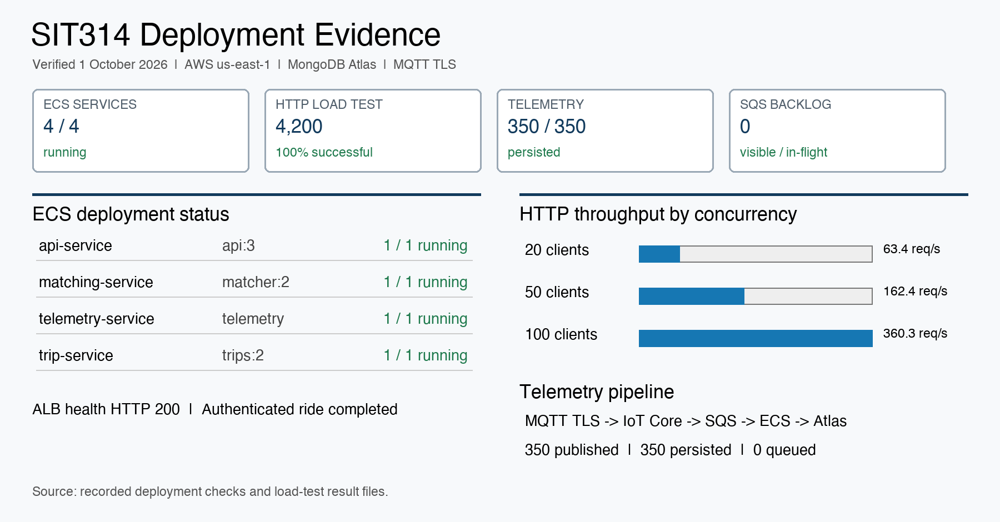 SIT314 Deployment Evidence
Verified 1 October 2026 | AWS us-east-1 | MongoDB Atlas | MQTT TLS
ECS SERVICES
4 / 4
running
HTTP LOAD TEST
4,200
100% successful
TELEMETRY
350 / 350
persisted
SQS BACKLOG
0
visible / in-flight
ECS deployment status
api-service api:3 1 / 1 running
matching-service matcher:2 1 / 1 running
telemetry-service telemetry 1 / 1 running
trip-service trips:2 1 / 1 running
ALB health HTTP 200 | Authenticated ride completed
HTTP throughput by concurrency
20 clients 63.4 req/s
50 clients 162.4 req/s
100 clients 360.3 req/s
Telemetry pipeline
MQTT TLS -> IoT Core -> SQS -> ECS -> Atlas
350 published | 350 persisted | 0 queued
Source: recorded deployment checks and load-test result files.